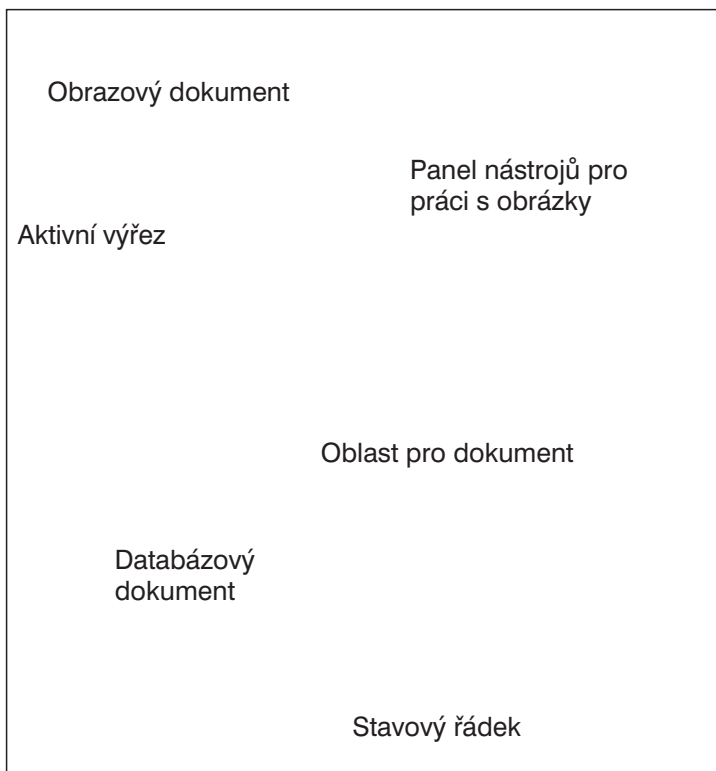 Obrazový dokument
Panel nástrojů pro
práci s obrázky
Aktivní výřez
Oblast pro dokument
Databázový
dokument
Stavový řádek